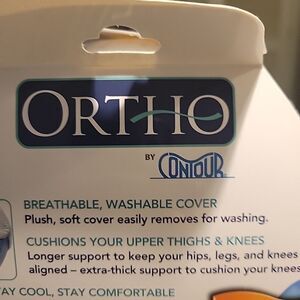 ORTHO
BY CONTOUR
BREATHABLE, WASHABLE COVER
Plush, soft cover easily removes for washing.
CUSHIONS YOUR UPPER THIGHS & KNEES
Longer support to keep your hips, legs, and knees
aligned – extra-thick support to cushion your knees
COOL, STAY COMFORTABLE